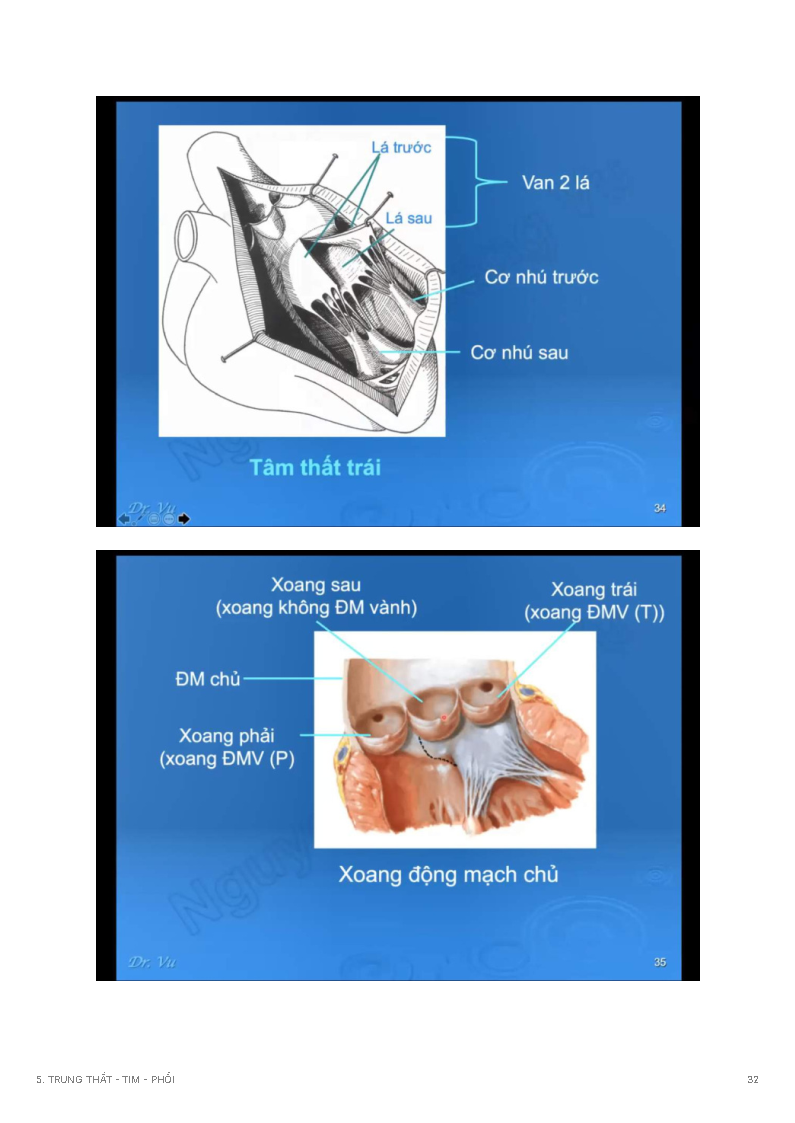 Lá trước
Van 2 lá
Lá sau
Cơ nhú trước
Cơ nhú sau
Tâm thất trái
Dr. Vu
34
Xoang sau
(xoang không ĐM vành)
Xoang trái
(xoang ĐMV (T))
ĐM chủ
Xoang phải
(xoang ĐMV (P)
Xoang động mạch chủ
Dr. Vu
35
5. TRUNG THẤT - TIM - PHỔI
32